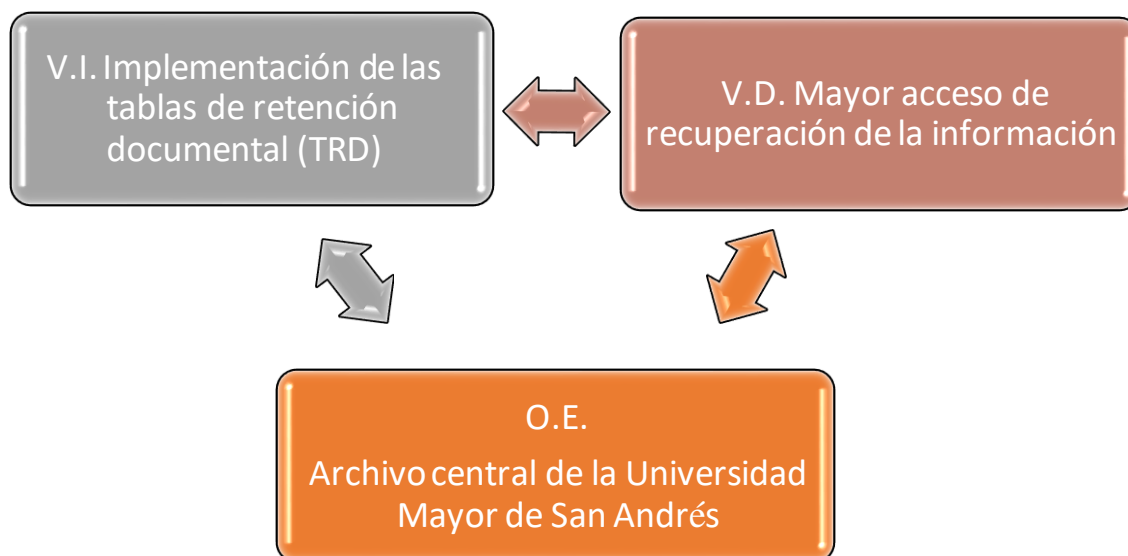 V.I. Implementación de las
tablas de retención
documental (TRD)
V.D. Mayor acceso de
recuperación de la información
O.E.
Archivo central de la Universidad
Mayor de San Andrés